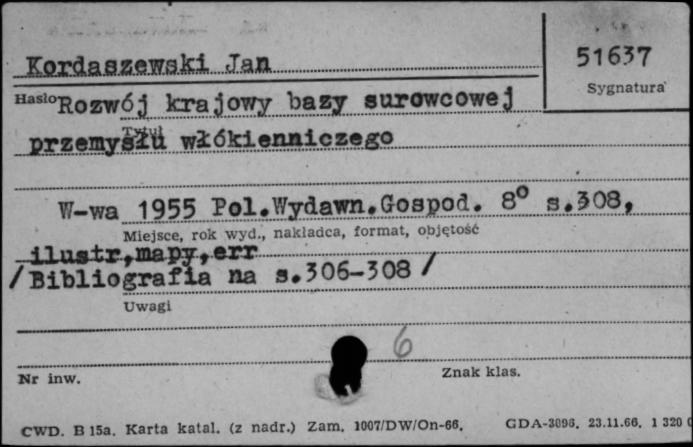 51637
Kordaszewski Jan
Sygnatura
Hasło Rozwój krajowy bazy surowcowej
Tytuł
przemysłu włókienniczego
W-wa 1955 Pol.Wydawn.Gospod. 8º s.308,
Miejsce, rok wyd., nakładca, format, objętość
ilustr,mapy,err
/Bibliografia na s.306-308 /
Uwagi
6
Nr inw.
Znak klas.
CWD. B 15a. Karta katal. (z nadr.) Zam. 1007/DW/On-66. GDA-3096. 23.11.66. 1 320